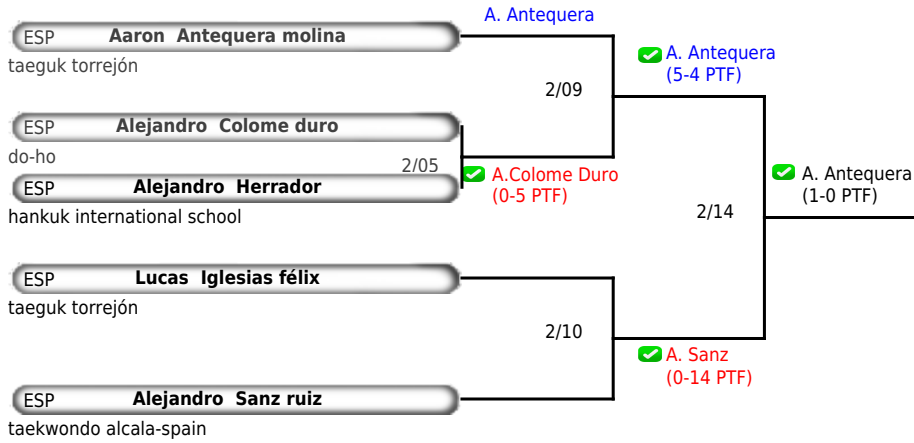 A. Antequera
ESP Aaron Antequera molina
taeguk torrejón
A. Antequera
(5-4 PTF)
2/09
ESP Alejandro Colome duro
do-ho
2/05
A.Colome Duro
(0-5 PTF)
ESP Alejandro Herrador
hankuk international school
A. Antequera
(1-0 PTF)
2/14
ESP Lucas Iglesias félix
taeguk torrejón
2/10
A. Sanz
(0-14 PTF)
ESP Alejandro Sanz ruiz
taekwondo alcala-spain